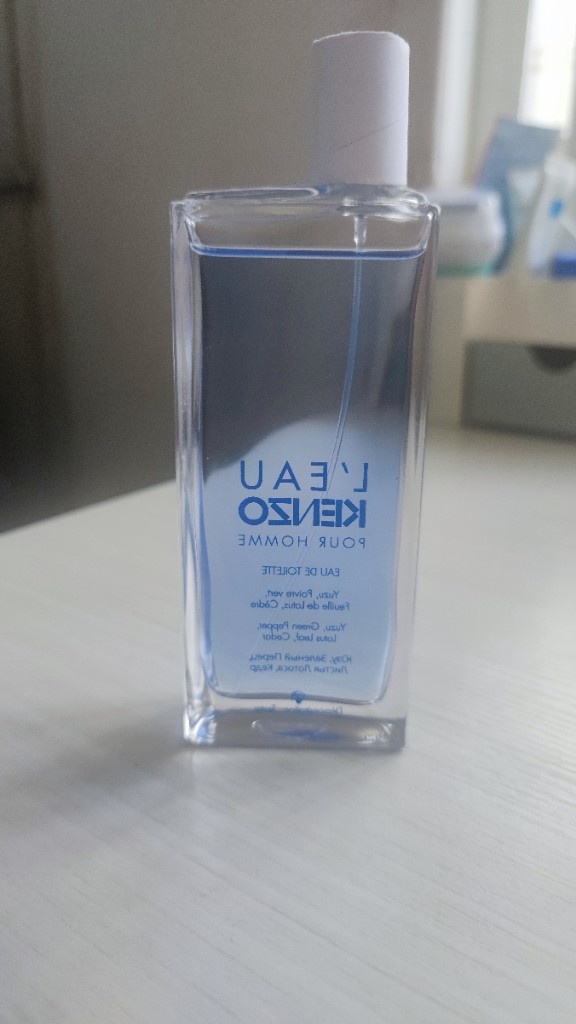 L'EAU
KENZO
POUR HOMME
EAU DE TOILETTE
Yuzu, Poivre vert,
Feuille de Lotus, Cèdre
Yuzu, Green Pepper,
Lotus Leaf, Cedar
Юзу, Зеленый Перец,
Листья Лотоса, Кедр